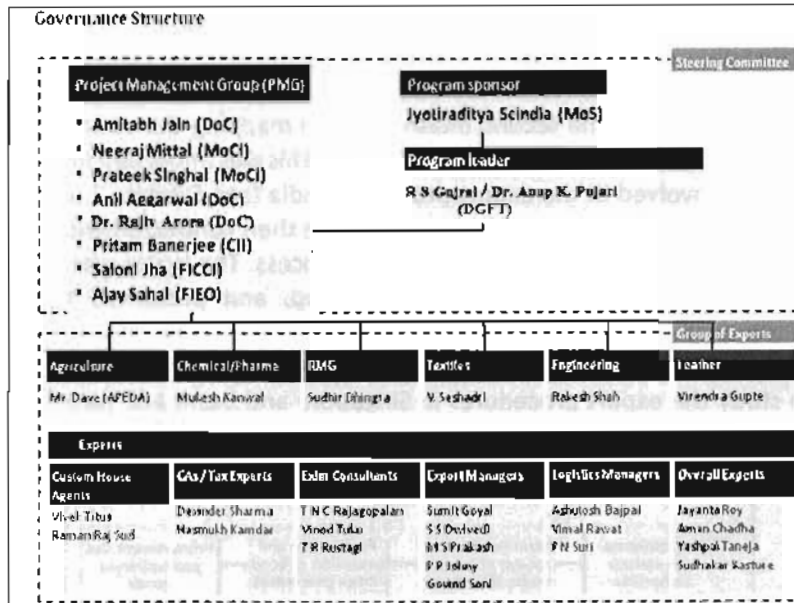 Governance Structure
Steering Committee
Project Management Group (PMG)
• Amitabh Jain (DoC)
• Neeraj Mittal (MoCI)
• Prateek Singhal (MoCI)
• Anil Aggarwal (DoC)
• Dr. Rajiv Arora (DoC)
• Pritam Banerjee (CII)
• Saloni Jha (FICCI)
• Ajay Sahai (FIEO)
Program sponsor
Jyotiraditya Scindia (MoS)
Program leader
R S Gujral / Dr. Anup K. Pujari
(DGFT)
Group of Experts
Agriculture
Mr. Dave (APEDA)
Chemical/Pharma
Mukesh Kanwal
RMG
Sudhir Dhingra
Textiles
V Seshadri
Engineering
Rakesh Shah
Leather
Virendra Gupte
Experts
Custom House
Agents
Vivek Titus
Raman Raj Sud
CAs / Tax Experts
Devinder Sharma
Hasmukh Kamdar
Exim Consultants
T N C Rajagopalan
Vinod
T R Rustagi
Export Managers
Sumit Goyal
S S Dwivedi
M S Prakash
P P Johny
Govind Soni
Logistics Managers
Ashutosh Bajpai
Vimal Rawat
P N Suri
Overall Experts
Jayanta Roy
Aman Chadha
Yashpal Taneja
Sudhakar Kasture